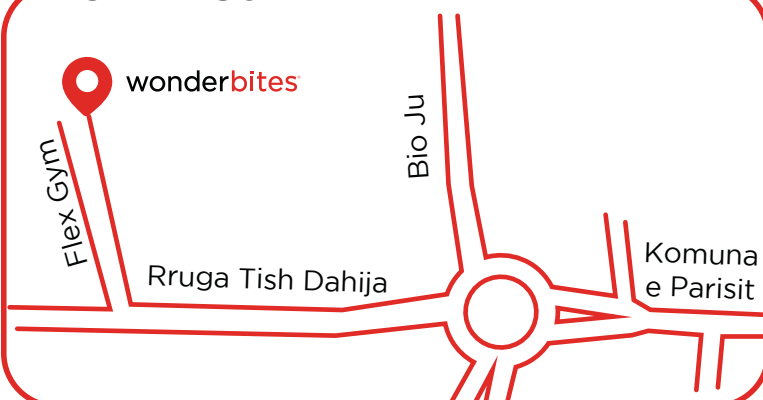 wonderbites
Bio Ju
Flex Gym
Rruga Tish Dahija
Komuna
e Parisit